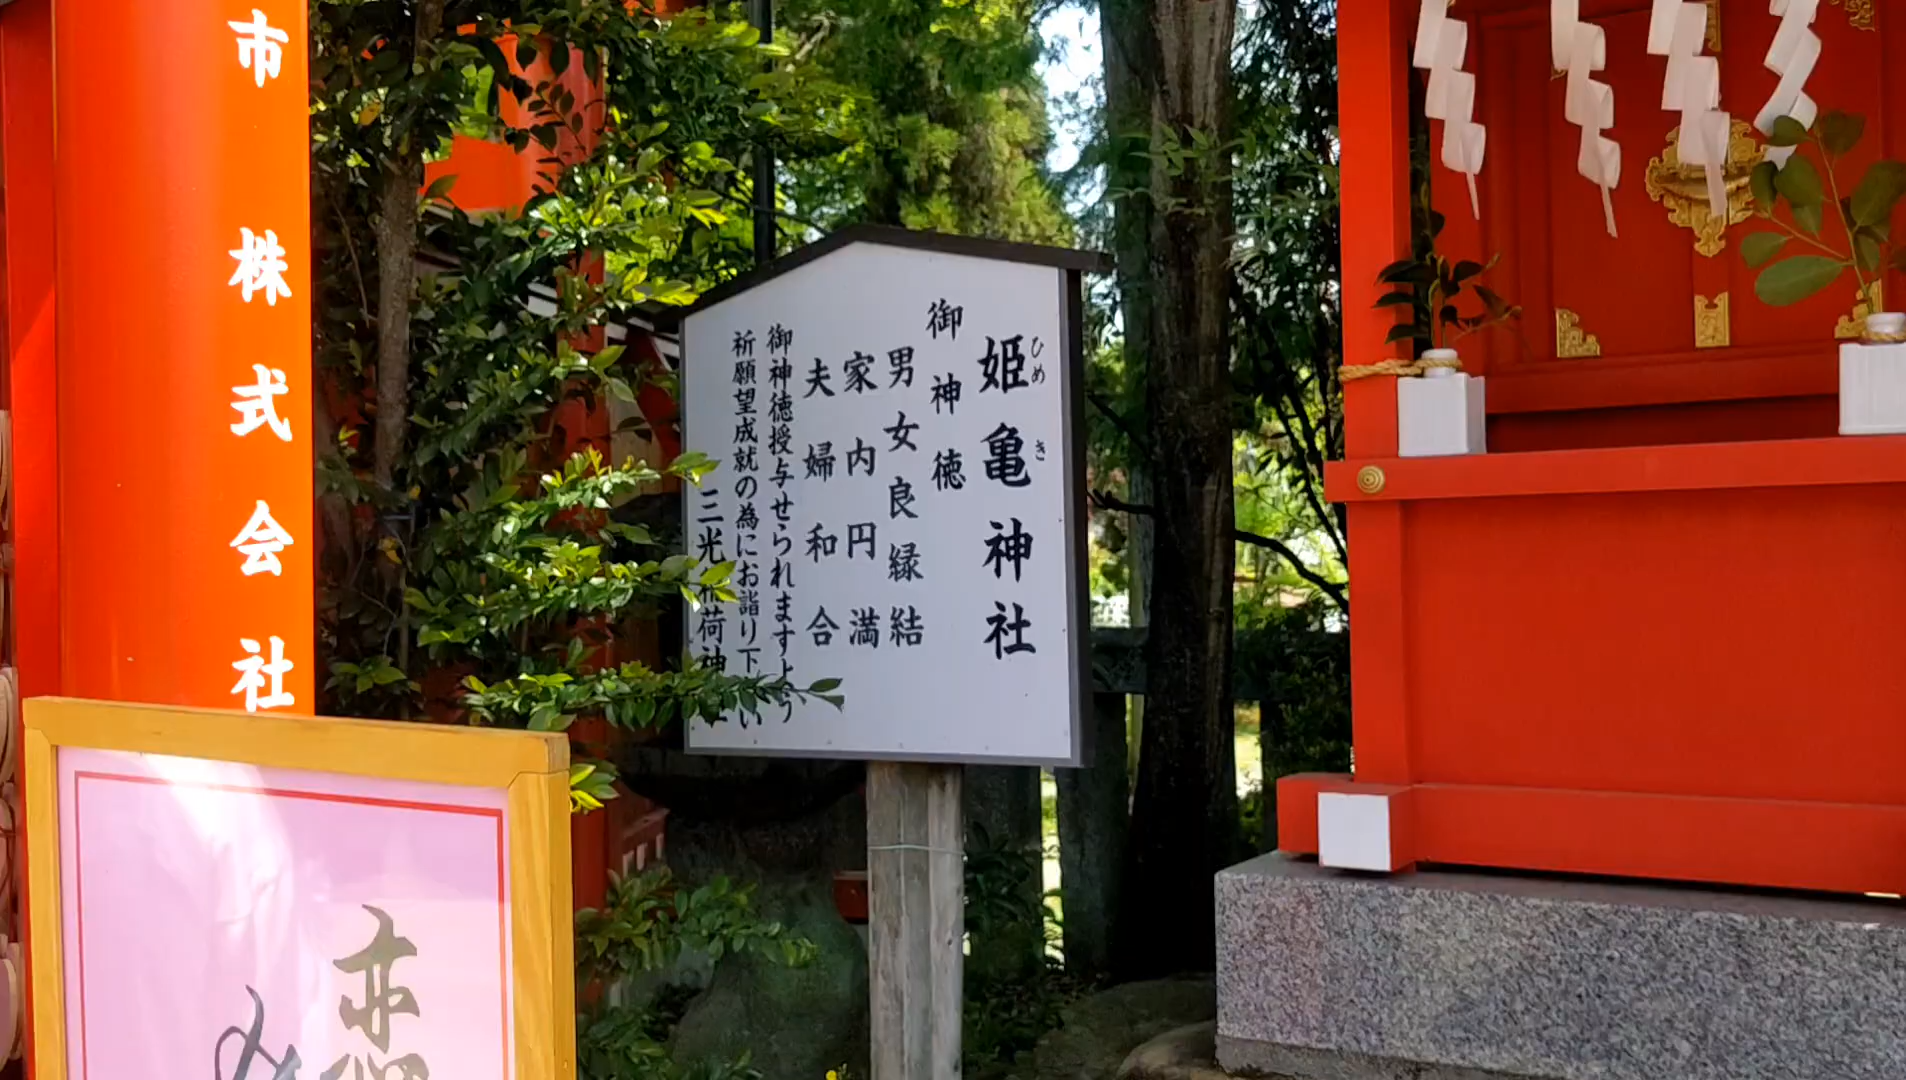 姫亀神社
ひめ き
御神徳
男女良縁結
家内円満
夫婦和合
御神徳授与せられますよう
祈願望成就の為にお詣り下
い
三光稲荷神社
市 株式会社
恋
み